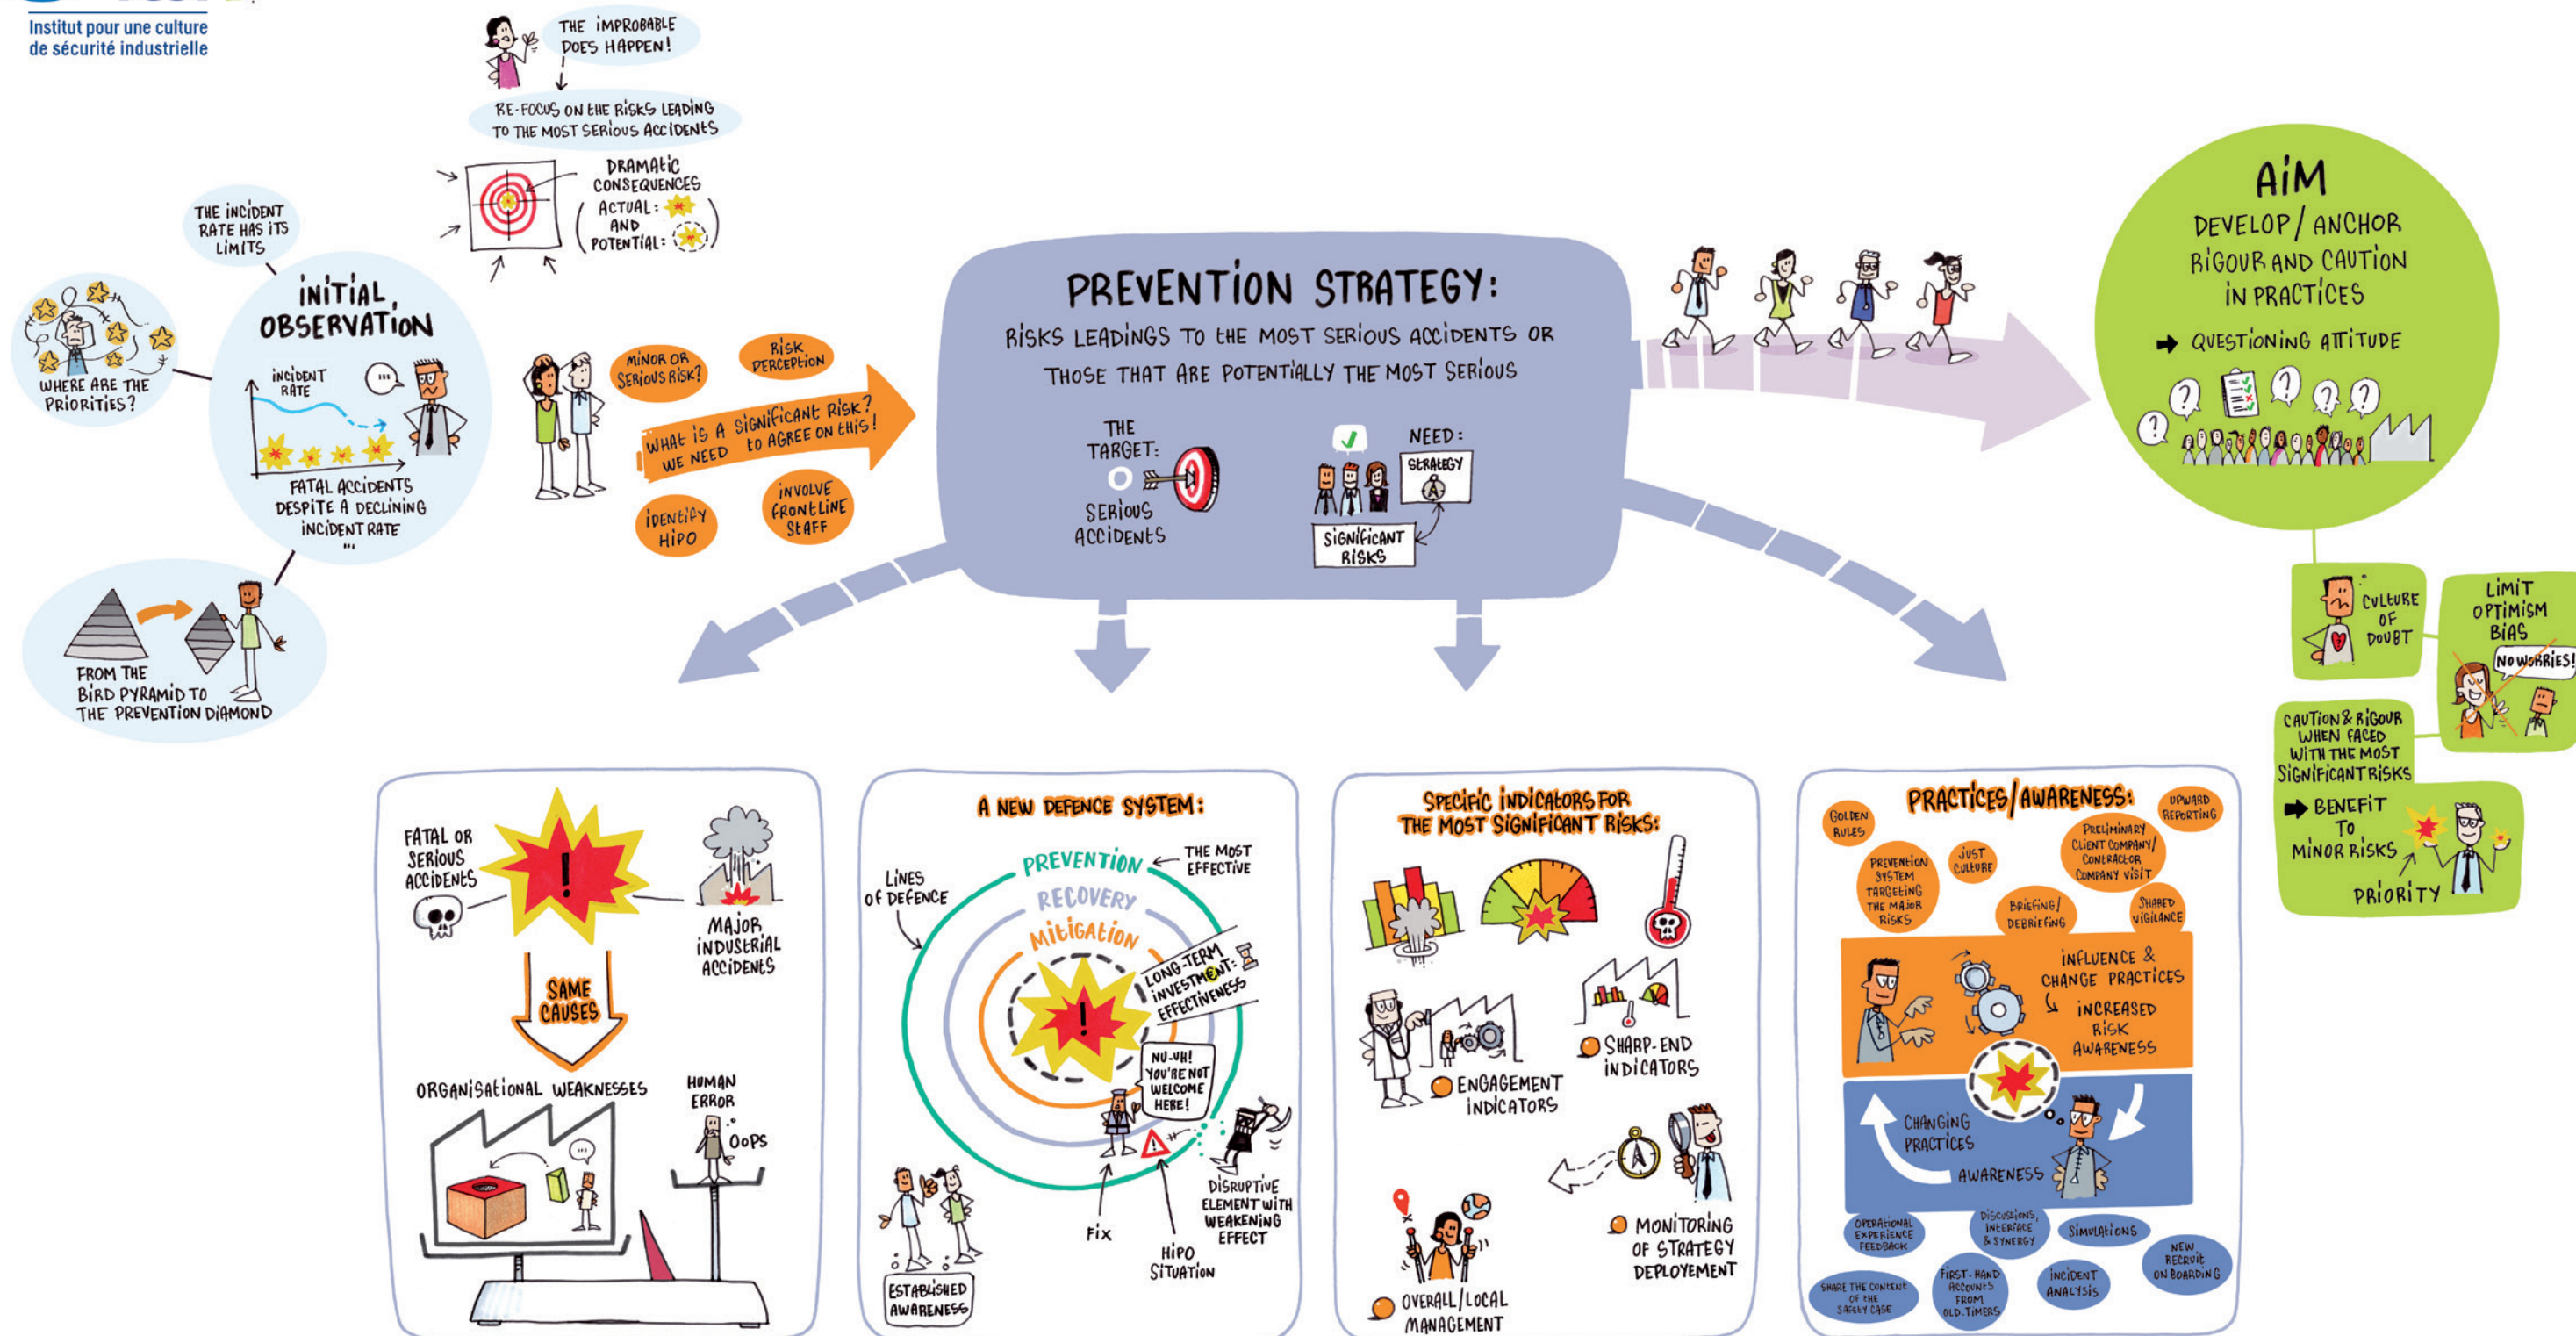 Institut pour une culture
de sécurité industrielle
THE IMPROBABLE
DOES HAPPEN!
RE-FOCUS ON THE RISKS LEADING
TO THE MOST SERIOUS ACCIDENTS
DRAMATIC
CONSEQUENCES
ACTUAL:
AND
POTENTIAL:
THE INCIDENT
RATE HAS ITS
LIMITS
WHERE ARE THE
PRIORITIES?
INITIAL
OBSERVATION
INCIDENT
RATE
...
FATAL ACCIDENTS
DESPITE A DECLINING
INCIDENT RATE
...
FROM THE
BIRD PYRAMID TO
THE PREVENTION DIAMOND
MINOR OR
SERIOUS RISK?
RISK
PERCEPTION
WHAT IS A SIGNIFICANT RISK?
WE NEED TO AGREE ON THIS!
IDENTIFY
HIPO
INVOLVE
FRONTLINE
STAFF
PREVENTION STRATEGY:
RISKS LEADINGS TO THE MOST SERIOUS ACCIDENTS OR
THOSE THAT ARE POTENTIALLY THE MOST SERIOUS
THE
TARGET:
O
SERIOUS
ACCIDENTS
NEED:
STRATEGY
SIGNIFICANT
RISKS
AIM
DEVELOP/ANCHOR
RIGOUR AND CAUTION
IN PRACTICES
➡ QUESTIONING ATTITUDE
? ? ? ? ?
CULTURE
OF
DOUBT
LIMIT
OPTIMISM
BIAS
NO WORRIES!
CAUTION & RIGOUR
WHEN FACED
WITH THE MOST
SIGNIFICANT RISKS
➡ BENEFIT
TO
MINOR RISKS
PRIORITY
FATAL OR
SERIOUS
ACCIDENTS
!
MAJOR
INDUSTRIAL
ACCIDENTS
SAME
CAUSES
ORGANISATIONAL WEAKNESSES
...
HUMAN
ERROR
OOPS
A NEW DEFENCE SYSTEM:
LINES
OF DEFENCE
PREVENTION
THE MOST
EFFECTIVE
RECOVERY
MITIGATION
!
LONG-TERM
INVESTM€NT:
EFFECTIVENESS
NU-UH!
YOU'RE NOT
WELCOME
HERE!
!
FIX
HIPO
SITUATION
DISRUPTIVE
ELEMENT WITH
WEAKENING
EFFECT
ESTABLISHED
AWARENESS
SPECIFIC INDICATORS FOR
THE MOST SIGNIFICANT RISKS:
ENGAGEMENT
INDICATORS
SHARP-END
INDICATORS
MONITORING
OF STRATEGY
DEPLOYEMENT
OVERALL/LOCAL
MANAGEMENT
PRACTICES/AWARENESS:
GOLDEN
RULES
UPWARD
REPORTING
PREVENTION
SYSTEM
TARGETING
THE MAJOR
RISKS
JUST
CULTURE
PRELIMINARY
CLIENT COMPANY/
CONTRACTOR
COMPANY VISIT
BRIEFING/
DEBRIEFING
SHARED
VIGILANCE
INFLUENCE &
CHANGE PRACTICES
INCREASED
RISK
AWARENESS
CHANGING
PRACTICES
AWARENESS
OPERATIONAL
EXPERIENCE
FEEDBACK
DISCUSSIONS,
INTERFACE
& SYNERGY
SIMULATIONS
NEW
RECRUIT
ON BOARDING
SHARE THE CONTENT
OF THE
SAFETY CASE
FIRST-HAND
ACCOUNTS
FROM
OLD-TIMERS
INCIDENT
ANALYSIS